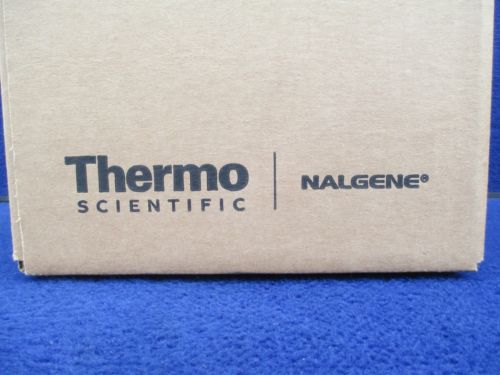 Thermo
SCIENTIFIC
NALGENE®